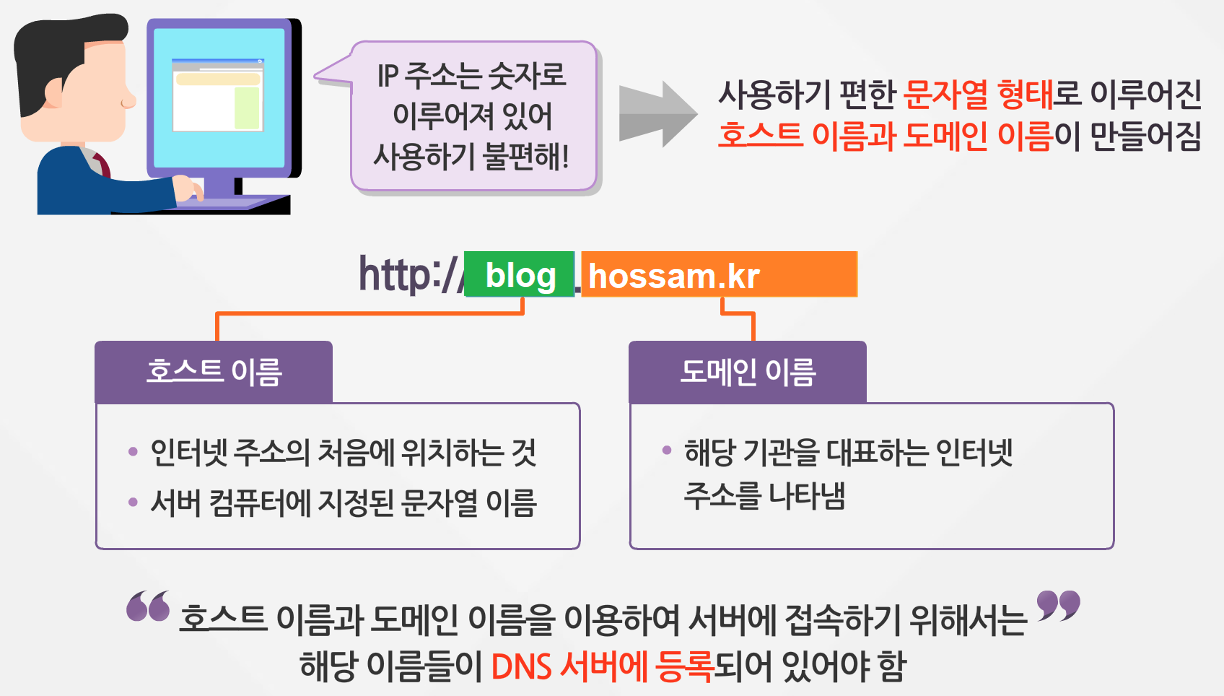 IP 주소는 숫자로
이루어져 있어
사용하기 불편해!
사용하기 편한 문자열 형태로 이루어진
호스트 이름과 도메인 이름이 만들어짐
http://blog.hossam.kr
호스트 이름
• 인터넷 주소의 처음에 위치하는 것
• 서버 컴퓨터에 지정된 문자열 이름
도메인 이름
• 해당 기관을 대표하는 인터넷
주소를 나타냄
“호스트 이름과 도메인 이름을 이용하여 서버에 접속하기 위해서는”
해당 이름들이 DNS 서버에 등록되어 있어야 함